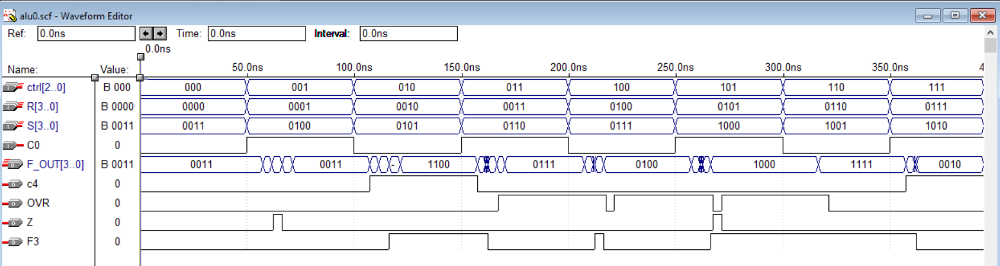 alu0.scf - Waveform Editor
Ref: 0.0ns Time: 0.0ns Interval: 0.0ns
0.0ns
Name: Value: 50.0ns 100.0ns 150.0ns 200.0ns 250.0ns 300.0ns 350.0ns 4
ctrl[2..0] B 000 000 001 010 011 100 101 110 111
R[3..0] B 0000 0000 0001 0010 0011 0100 0101 0110 0111
S[3..0] B 0011 0011 0100 0101 0110 0111 1000 1001 1010
C0 0
F_OUT[3..0] B 0011 0011 0011 - 1100 0111 0100 1000 1111 0010
c4 0
OVR 0
Z 0
F3 0